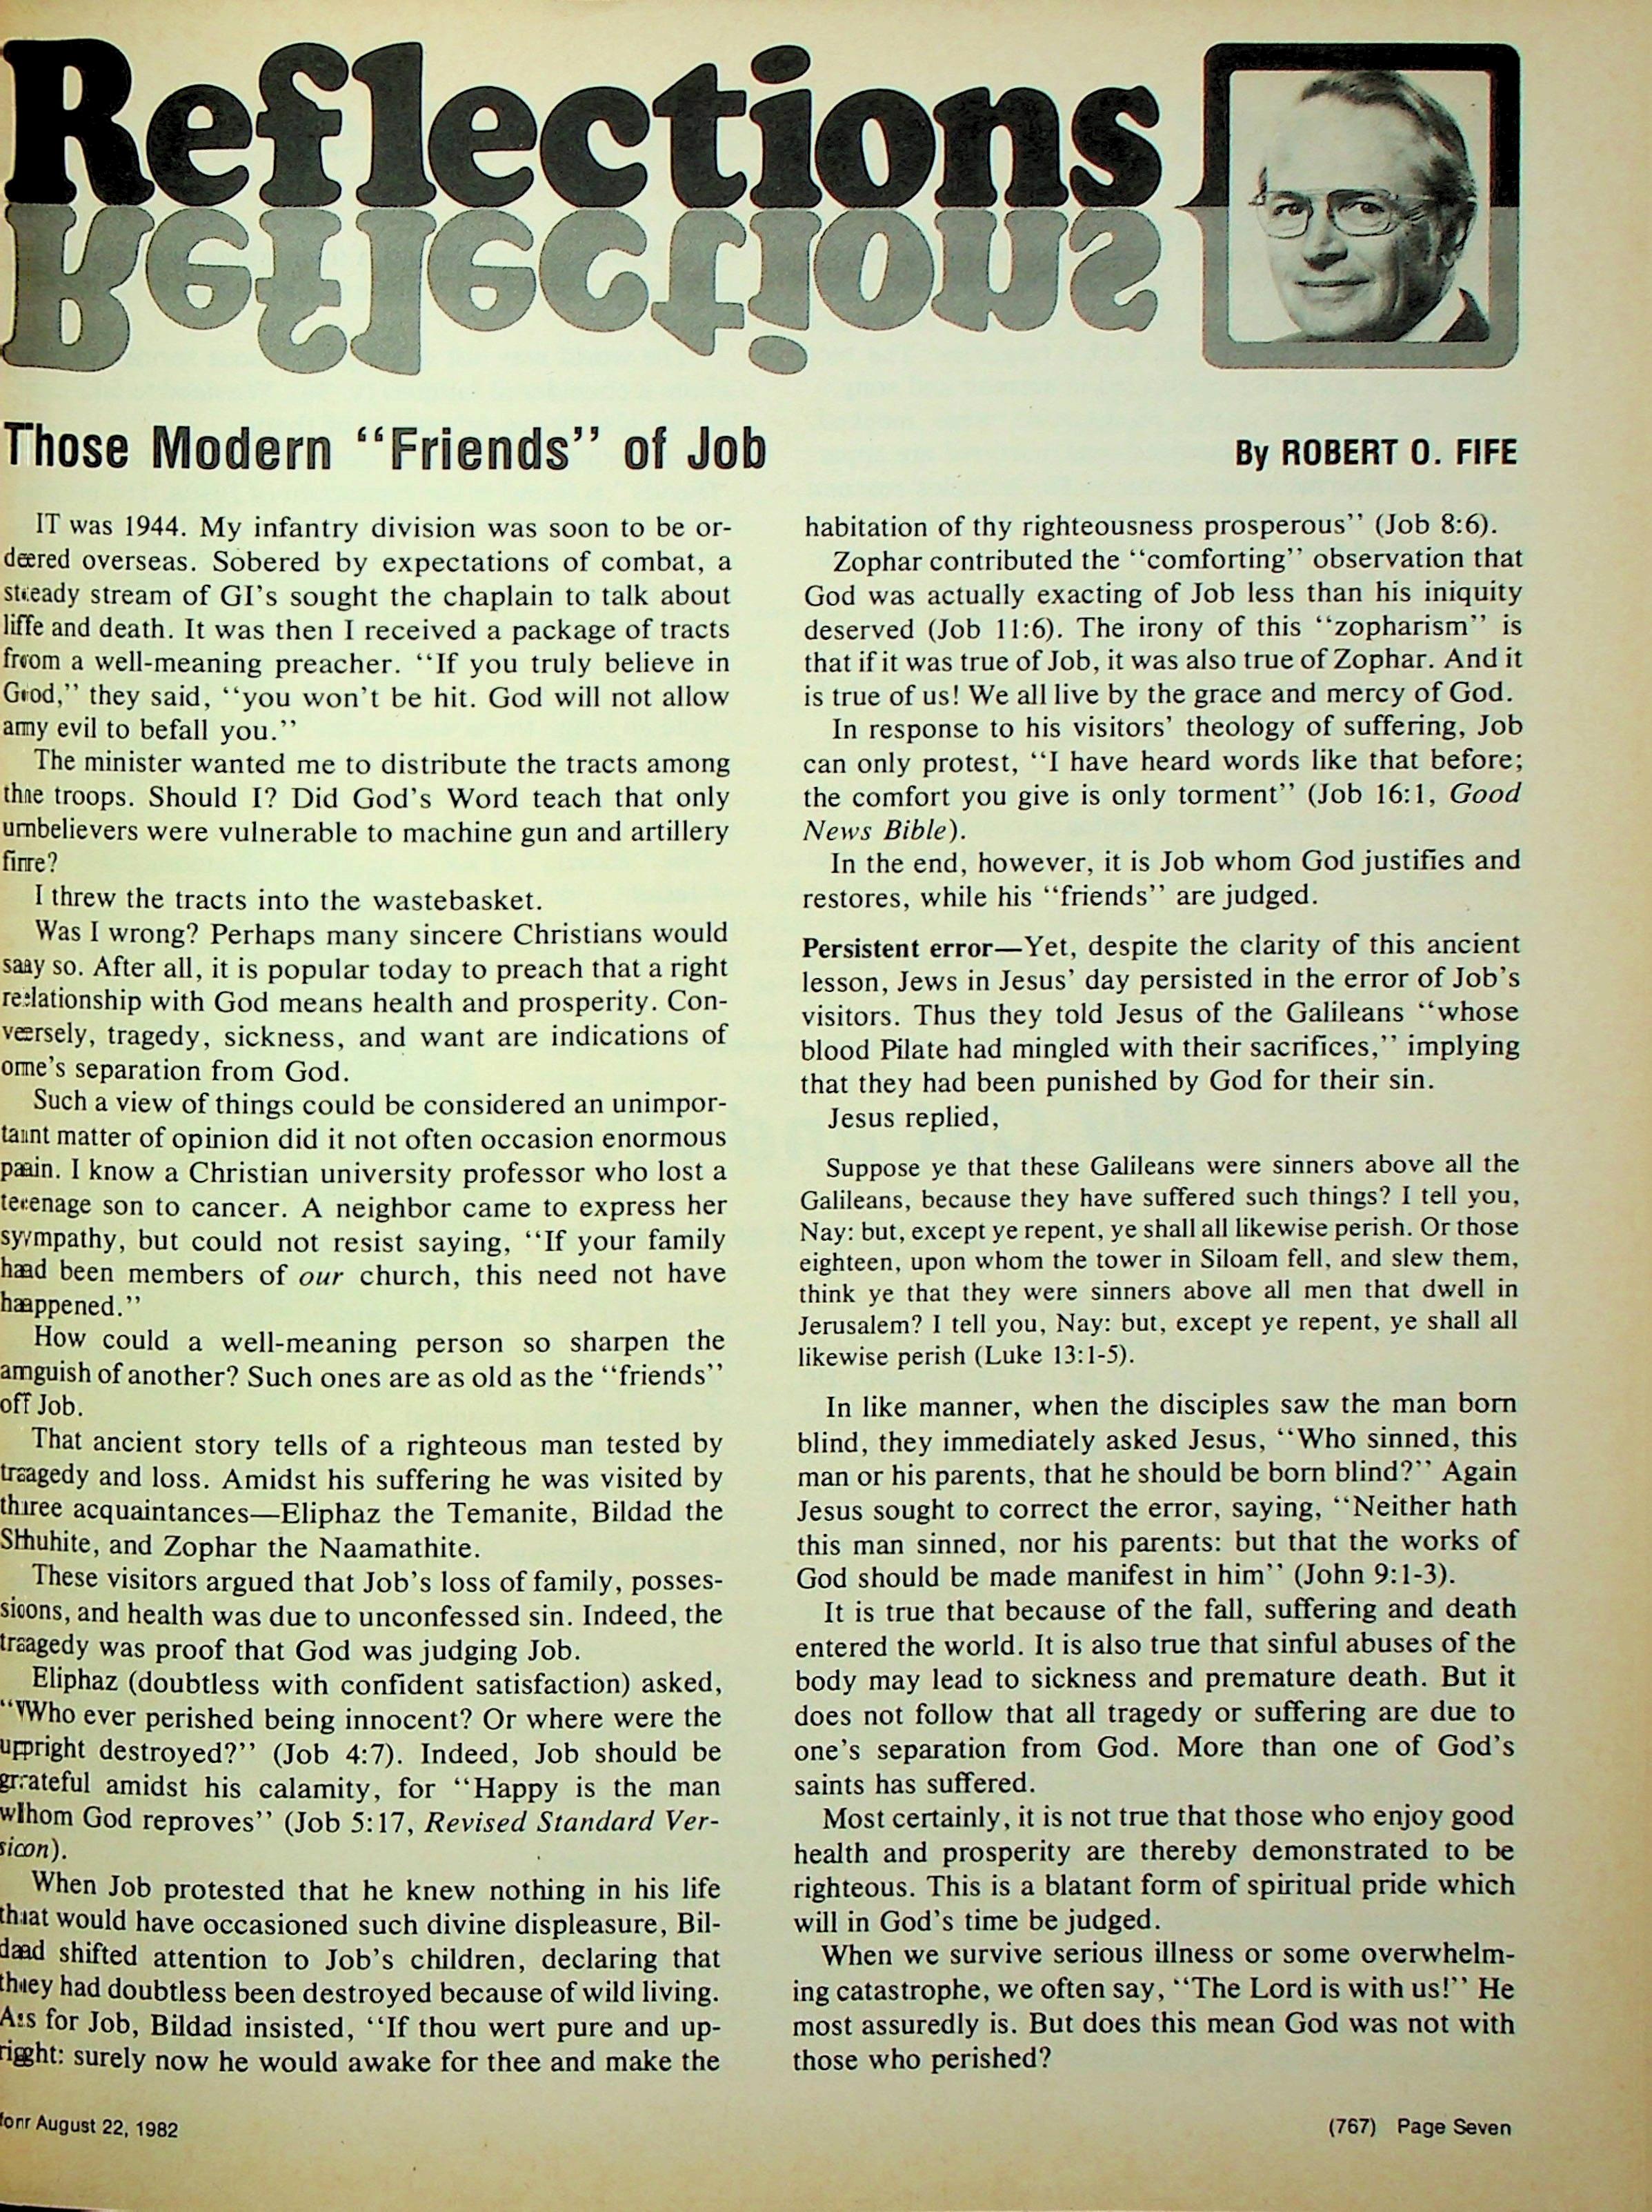 Reflections
Those Modern “Friends” of Job
By ROBERT O. FIFE
IT was 1944. My infantry division was soon to be or-
dered overseas. Sobered by expectations of combat, a
steady stream of GI’s sought the chaplain to talk about
life and death. It was then I received a package of tracts
from a well-meaning preacher. “If you truly believe in
God,” they said, “you won’t be hit. God will not allow
any evil to befall you.”
The minister wanted me to distribute the tracts among
the troops. Should I? Did God’s Word teach that only
unbelievers were vulnerable to machine gun and artillery
fire?
I threw the tracts into the wastebasket.
Was I wrong? Perhaps many sincere Christians would
say so. After all, it is popular today to preach that a right
relationship with God means health and prosperity. Con-
versely, tragedy, sickness, and want are indications of
one’s separation from God.
Such a view of things could be considered an unimpor-
tant matter of opinion did it not often occasion enormous
pain. I know a Christian university professor who lost a
teenage son to cancer. A neighbor came to express her
sympathy, but could not resist saying, “If your family
had been members of our church, this need not have
happened.”
How could a well-meaning person so sharpen the
anguish of another? Such ones are as old as the “friends”
of Job.
That ancient story tells of a righteous man tested by
tragedy and loss. Amidst his suffering he was visited by
three acquaintances—Eliphaz the Temanite, Bildad the
Shuhite, and Zophar the Naamathite.
These visitors argued that Job’s loss of family, posses-
sions, and health was due to unconfessed sin. Indeed, the
tragedy was proof that God was judging Job.
Eliphaz (doubtless with confident satisfaction) asked,
“Who ever perished being innocent? Or where were the
upright destroyed?” (Job 4:7). Indeed, Job should be
grateful amidst his calamity, for “Happy is the man
whom God reproves” (Job 5:17, Revised Standard Ver-
sion).
When Job protested that he knew nothing in his life
that would have occasioned such divine displeasure, Bil-
dad shifted attention to Job’s children, declaring that
they had doubtless been destroyed because of wild living.
As for Job, Bildad insisted, “If thou wert pure and up-
right: surely now he would awake for thee and make the
habitation of thy righteousness prosperous” (Job 8:6).
Zophar contributed the “comforting” observation that
God was actually exacting of Job less than his iniquity
deserved (Job 11:6). The irony of this “zopharism” is
that if it was true of Job, it was also true of Zophar. And it
is true of us! We all live by the grace and mercy of God.
In response to his visitors’ theology of suffering, Job
can only protest, “I have heard words like that before;
the comfort you give is only torment” (Job 16:1, Good
News Bible).
In the end, however, it is Job whom God justifies and
restores, while his “friends” are judged.
Persistent error—Yet, despite the clarity of this ancient
lesson, Jews in Jesus’ day persisted in the error of Job’s
visitors. Thus they told Jesus of the Galileans “whose
blood Pilate had mingled with their sacrifices,” implying
that they had been punished by God for their sin.
Jesus replied,
Suppose ye that these Galileans were sinners above all the
Galileans, because they have suffered such things? I tell you,
Nay: but, except ye repent, ye shall all likewise perish. Or those
eighteen, upon whom the tower in Siloam fell, and slew them,
think ye that they were sinners above all men that dwell in
Jerusalem? I tell you, Nay: but, except ye repent, ye shall all
likewise perish (Luke 13:1-5).
In like manner, when the disciples saw the man born
blind, they immediately asked Jesus, “Who sinned, this
man or his parents, that he should be born blind?” Again
Jesus sought to correct the error, saying, “Neither hath
this man sinned, nor his parents: but that the works of
God should be made manifest in him” (John 9:1-3).
It is true that because of the fall, suffering and death
entered the world. It is also true that sinful abuses of the
body may lead to sickness and premature death. But it
does not follow that all tragedy or suffering are due to
one’s separation from God. More than one of God’s
saints has suffered.
Most certainly, it is not true that those who enjoy good
health and prosperity are thereby demonstrated to be
righteous. This is a blatant form of spiritual pride which
will in God’s time be judged.
When we survive serious illness or some overwhelm-
ing catastrophe, we often say, “The Lord is with us!” He
most assuredly is. But does this mean God was not with
those who perished?
for August 22, 1982
(767) Page Seven